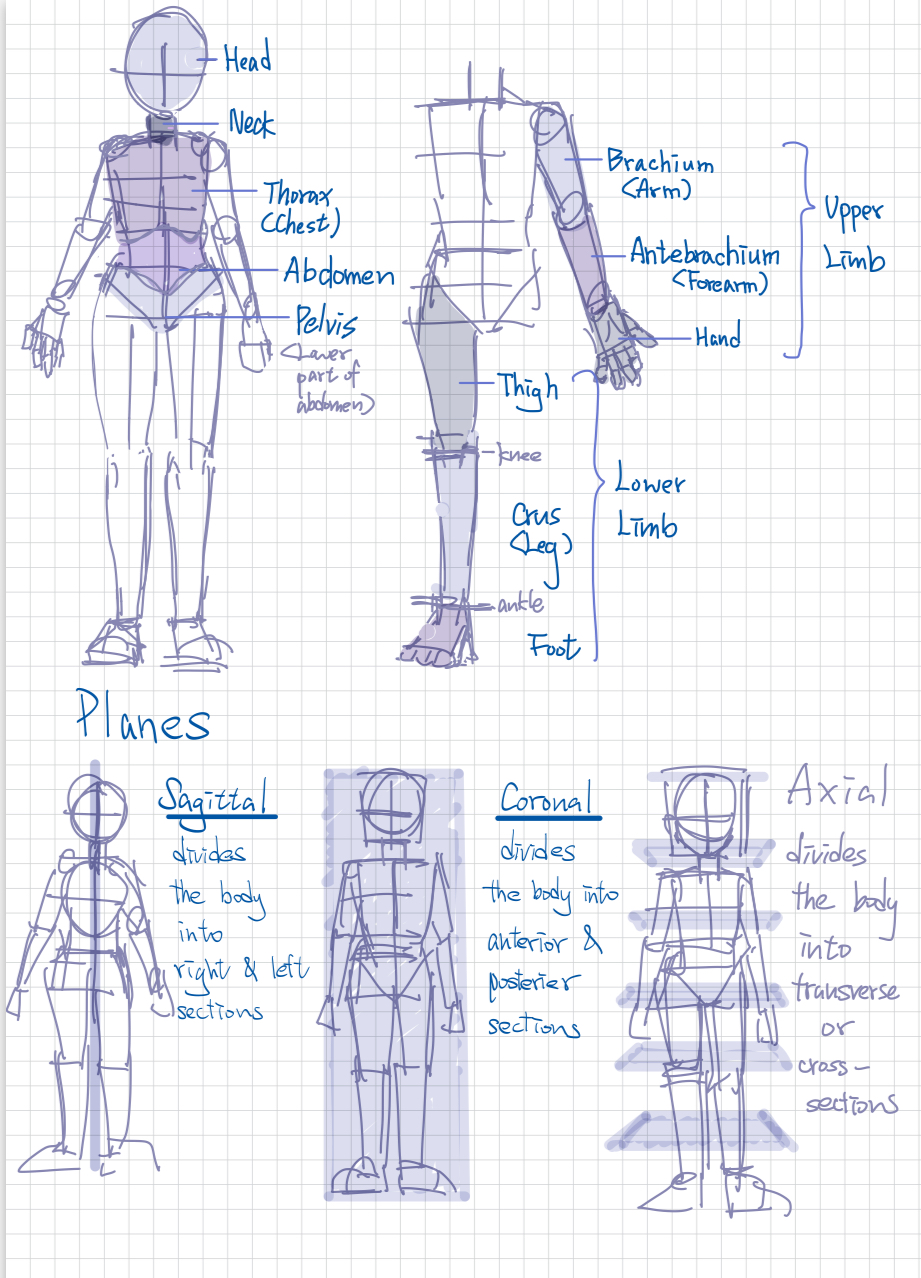 Head
Neck
Thorax
(Chest)
Abdomen
Pelvis
(Lower
part of
abdomen)
Brachium
(Arm)
Antebrachium
(Forearm)
Hand
Upper
Limb
Thigh
knee
Crus
(Leg)
ankle
Foot
Lower
Limb
Planes
Sagittal
divides
the body
into
right & left
sections
Coronal
divides
the body into
anterior &
posterier
sections
Axial
divides
the body
into
transverse
or
cross-
sections